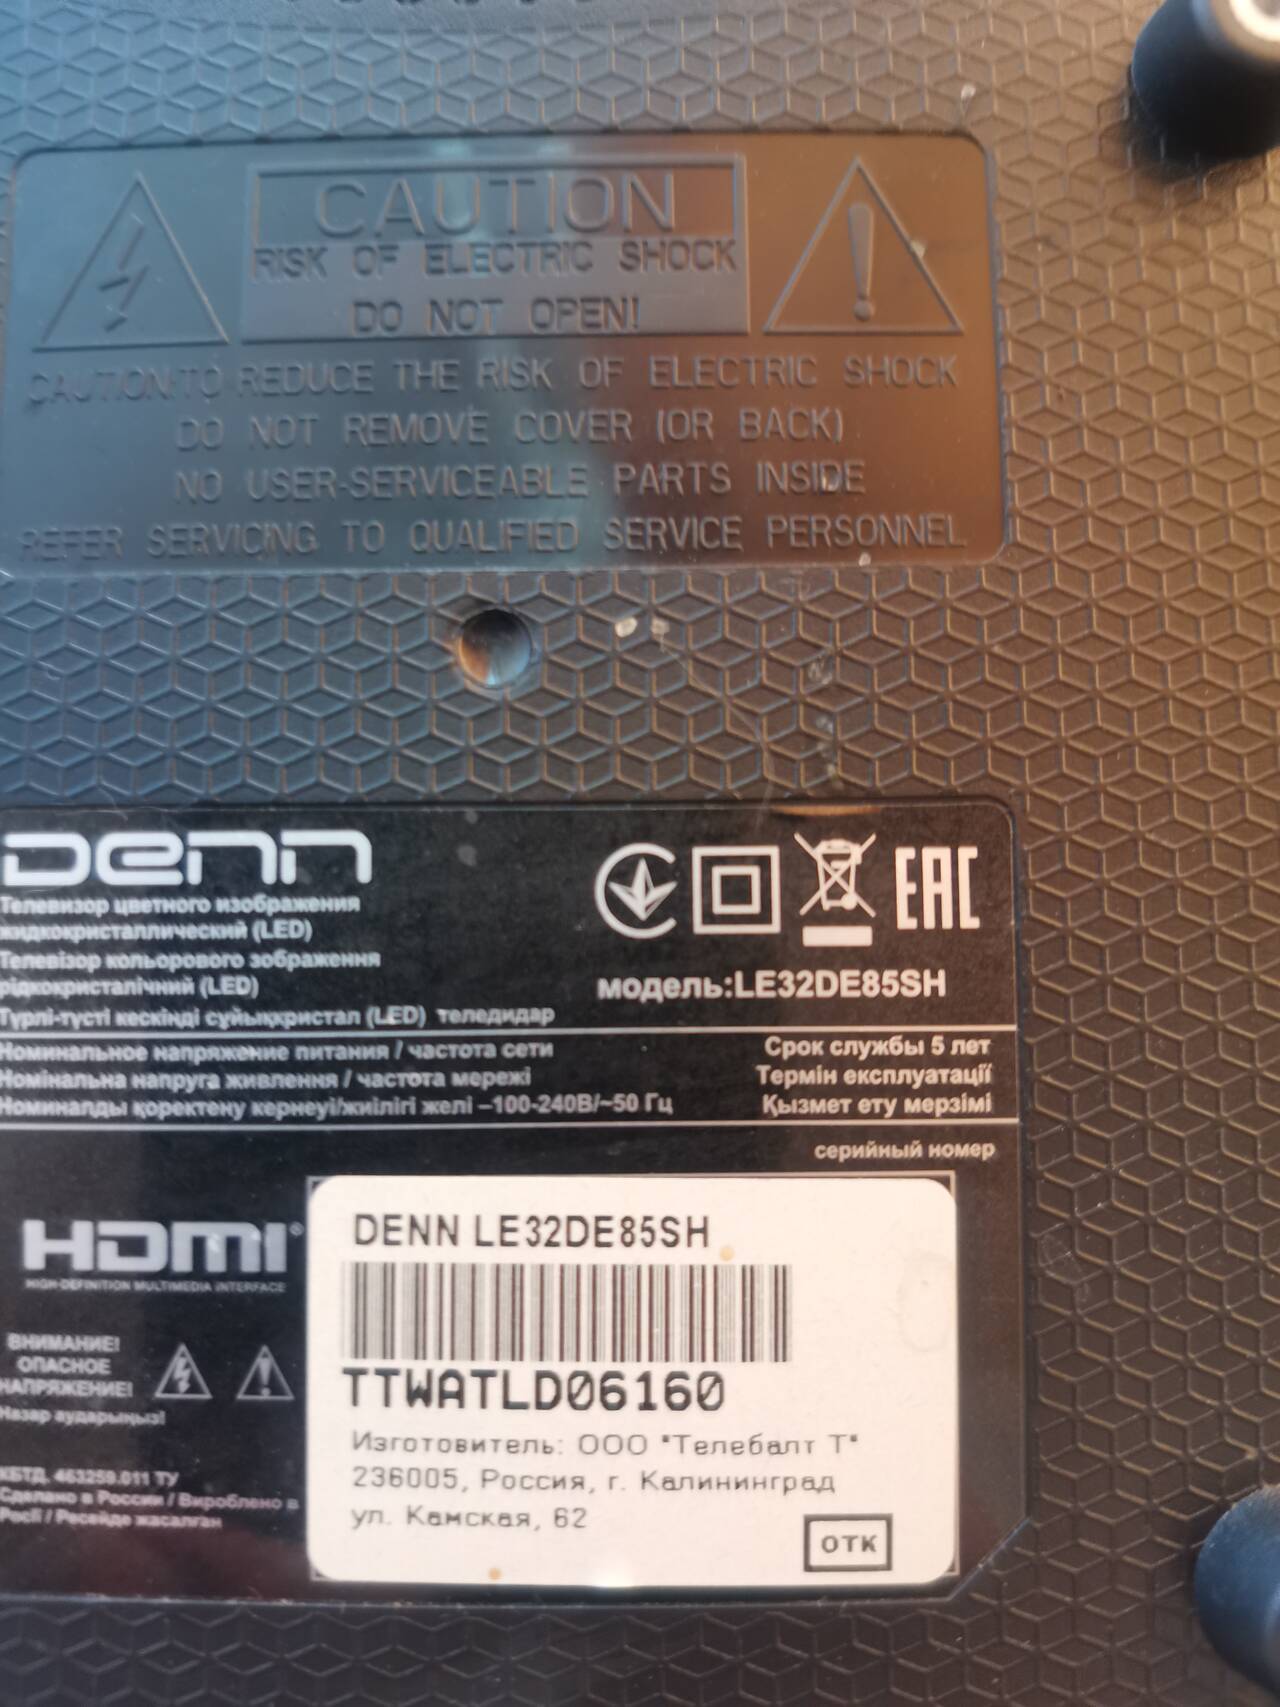 CAUTION
RISK OF ELECTRIC SHOCK
DO NOT OPEN!
CAUTION:TO REDUCE THE RISK OF ELECTRIC SHOCK
DO NOT REMOVE COVER (OR BACK)
NO USER-SERVICEABLE PARTS INSIDE
REFER SERVICING TO QUALIFIED SERVICE PERSONNEL
Denn
EAC
Телевизор цветного изображения
жидкокристаллический (LED)
Телевізор кольорового зображення
рідкокристалічний (LED)
модель:LE32DE85SH
Түрлі-түсті кескінді сұйыққристал (LED) теледидар
Номинальное напряжение питания / частота сети
Срок службы 5 лет
Номінальна напруга живлення / частота мережі
Термін експлуатації
Номиналды қоректену кернеуі/жиілігі желі ~100-240В/~50 Гц
Қызмет ету мерзімі
серийный номер
HDMI®
HIGH-DEFINITION MULTIMEDIA INTERFACE
DENN LE32DE85SH
TTWATLD06160
ВНИМАНИЕ!
ОПАСНОЕ
НАПРЯЖЕНИЕ!
Назар аударыңыз!
Изготовитель: ООО "Телебалт Т"
236005, Россия, г. Калининград
ул. Камская, 62
ОТК
КБТД. 463259.011 ТУ
Сделано в России / Вироблено в
Росії / Ресейде жасалған